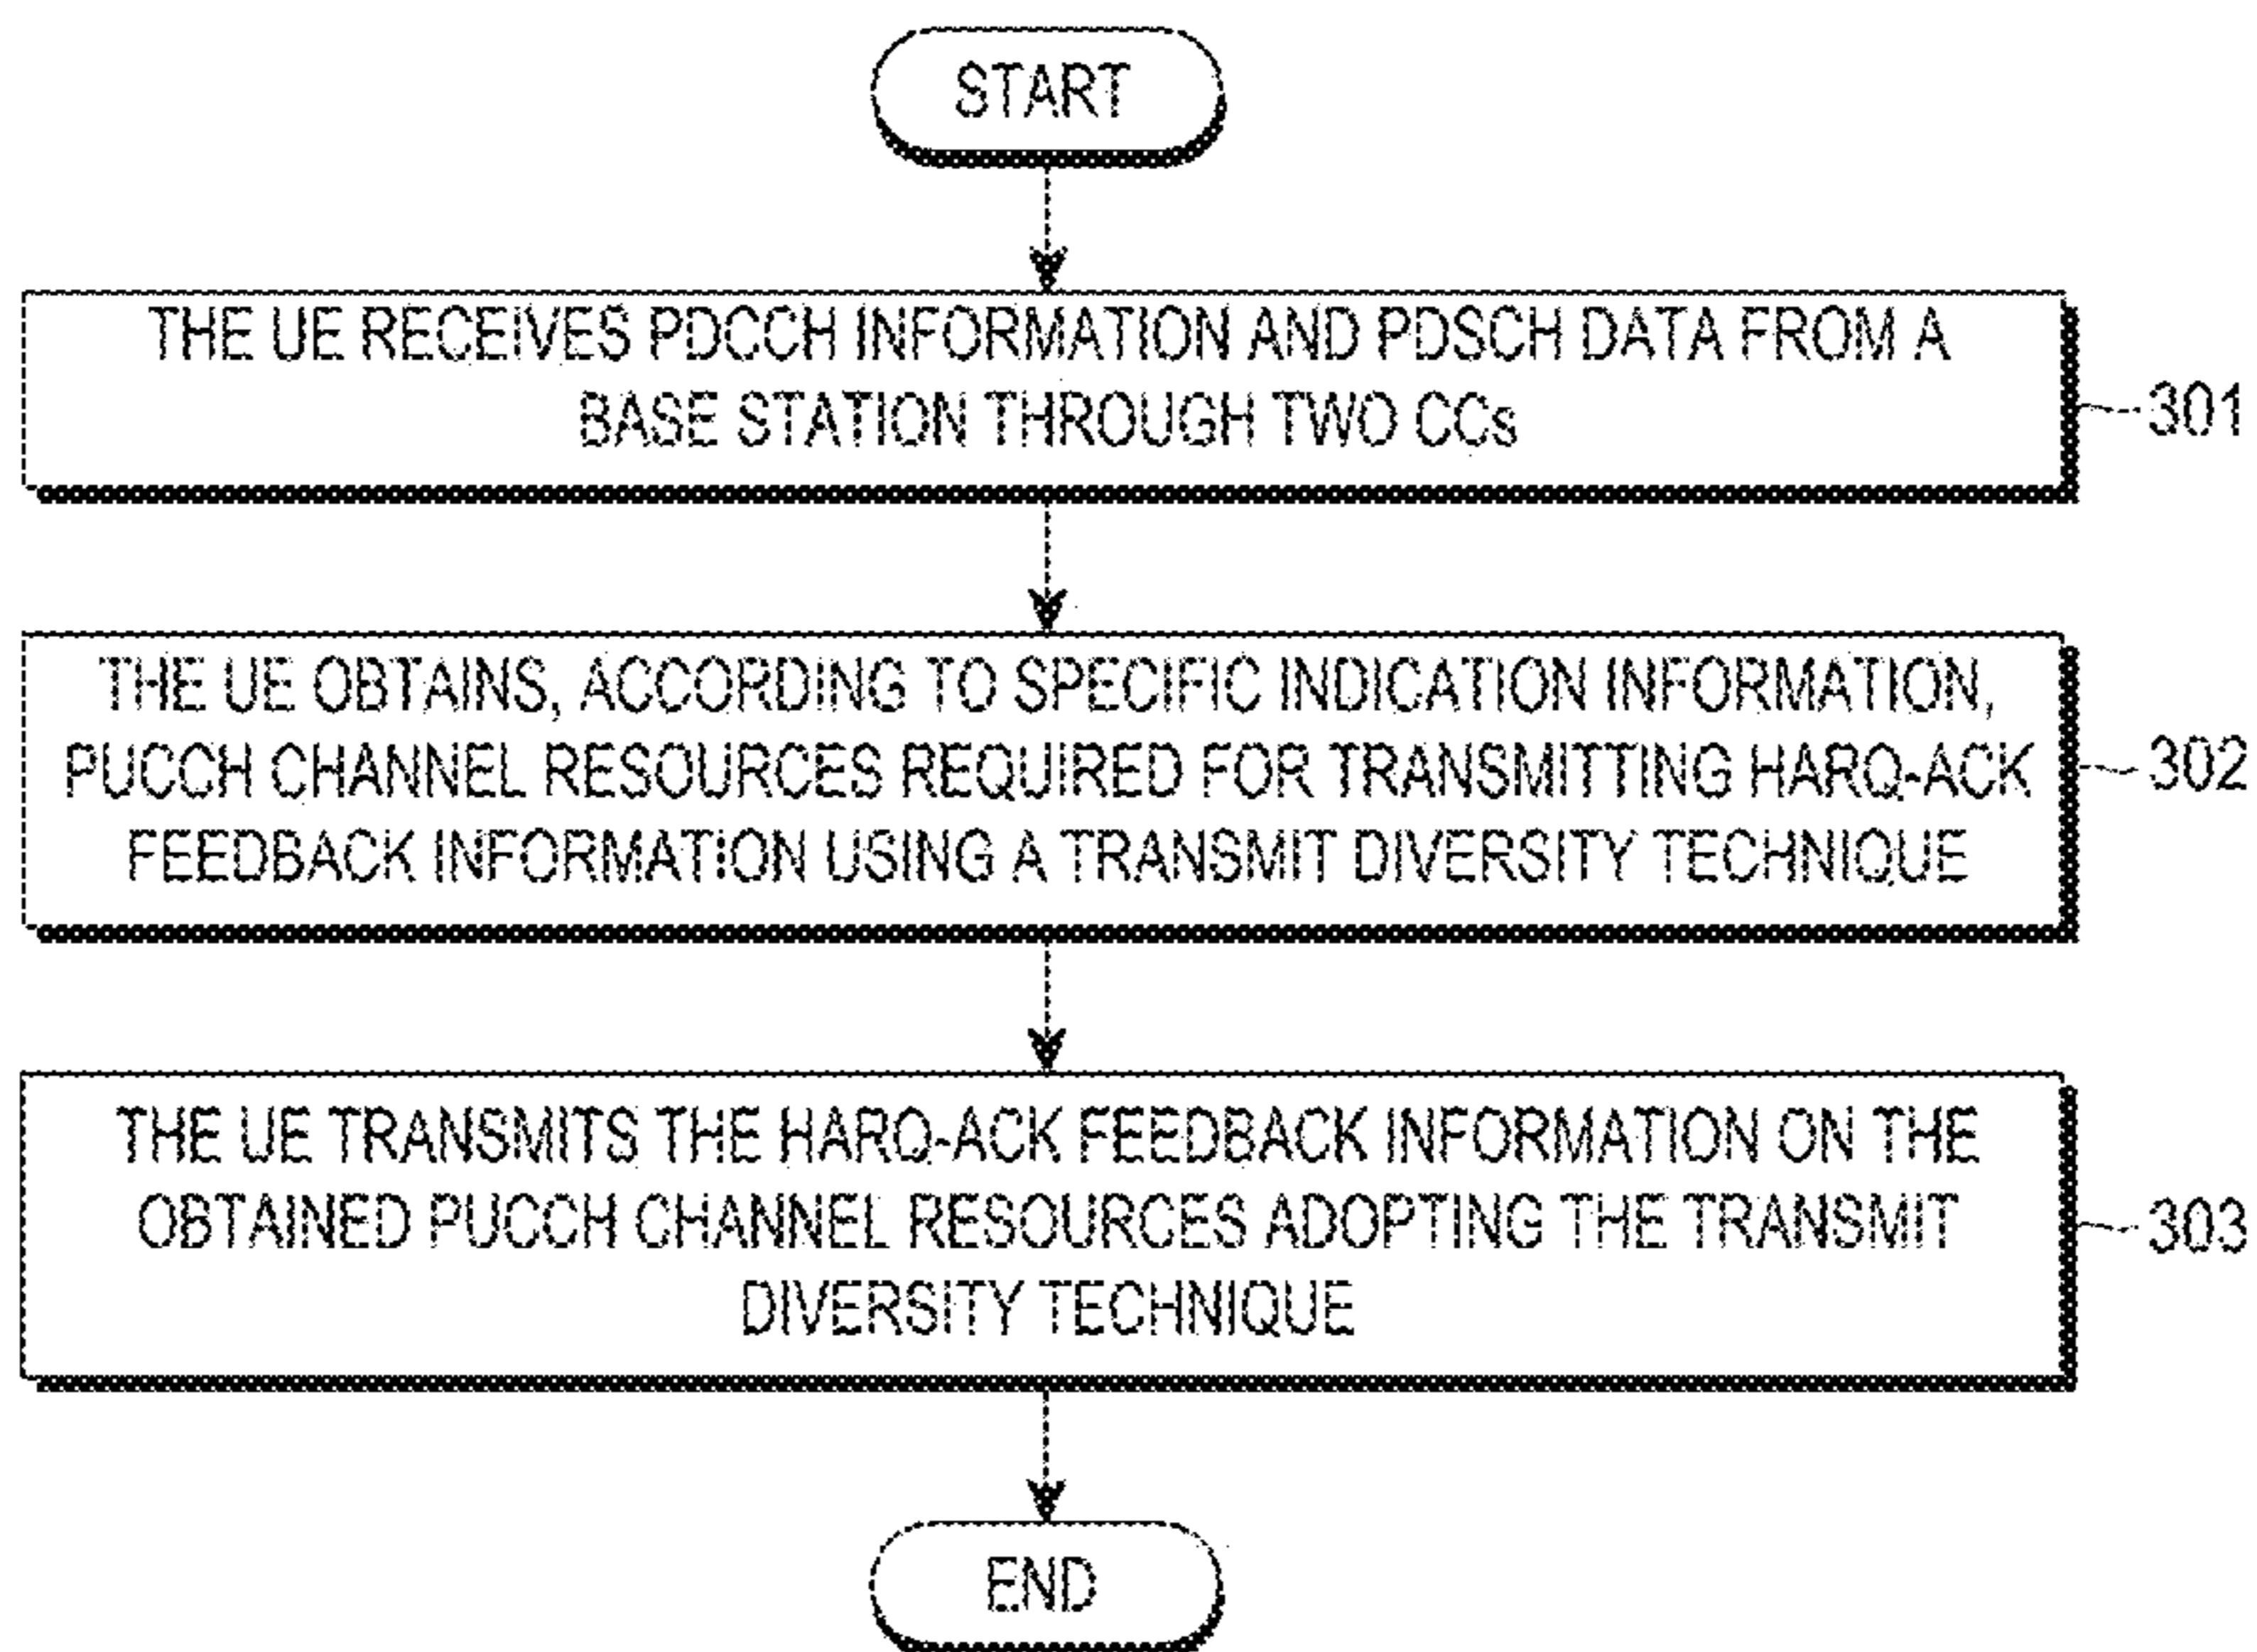 START
THE UE RECEIVES PDCCH INFORMATION AND PDSCH DATA FROM A
BASE STATION THROUGH TWO CCs
301
THE UE OBTAINS, ACCORDING TO SPECIFIC INDICATION INFORMATION,
PUCCH CHANNEL RESOURCES REQUIRED FOR TRANSMITTING HARQ-ACK
FEEDBACK INFORMATION USING A TRANSMIT DIVERSITY TECHNIQUE
302
THE UE TRANSMITS THE HARQ-ACK FEEDBACK INFORMATION ON THE
OBTAINED PUCCH CHANNEL RESOURCES ADOPTING THE TRANSMIT
DIVERSITY TECHNIQUE
303
END